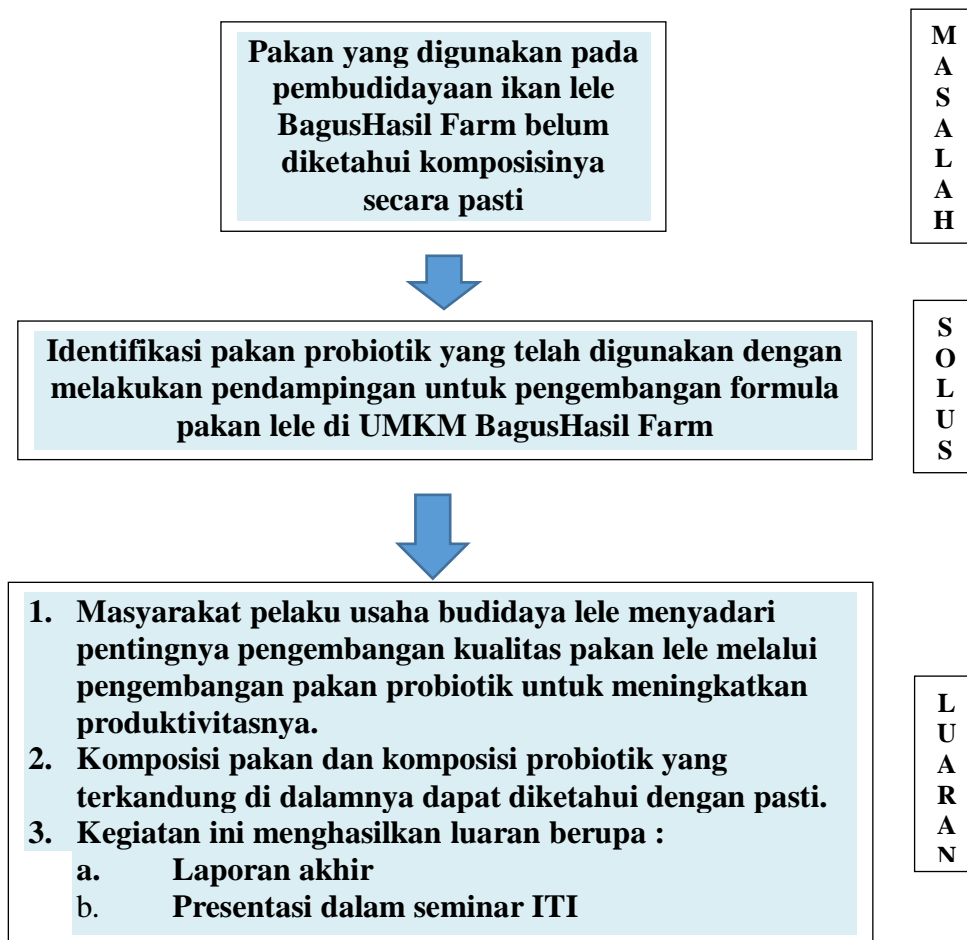 Pakan yang digunakan pada
pembudidayaan ikan lele
BagusHasil Farm belum
diketahui komposisinya
secara pasti
M
A
S
A
L
A
H
Identifikasi pakan probiotik yang telah digunakan dengan
melakukan pendampingan untuk pengembangan formula
pakan lele di UMKM BagusHasil Farm
S
O
L
U
S
1. Masyarakat pelaku usaha budidaya lele menyadari
pentingnya pengembangan kualitas pakan lele melalui
pengembangan pakan probiotik untuk meningkatkan
produktivitasnya.
2. Komposisi pakan dan komposisi probiotik yang
terkandung di dalamnya dapat diketahui dengan pasti.
3. Kegiatan ini menghasilkan luaran berupa :
a. Laporan akhir
b. Presentasi dalam seminar ITI
L
U
A
R
A
N